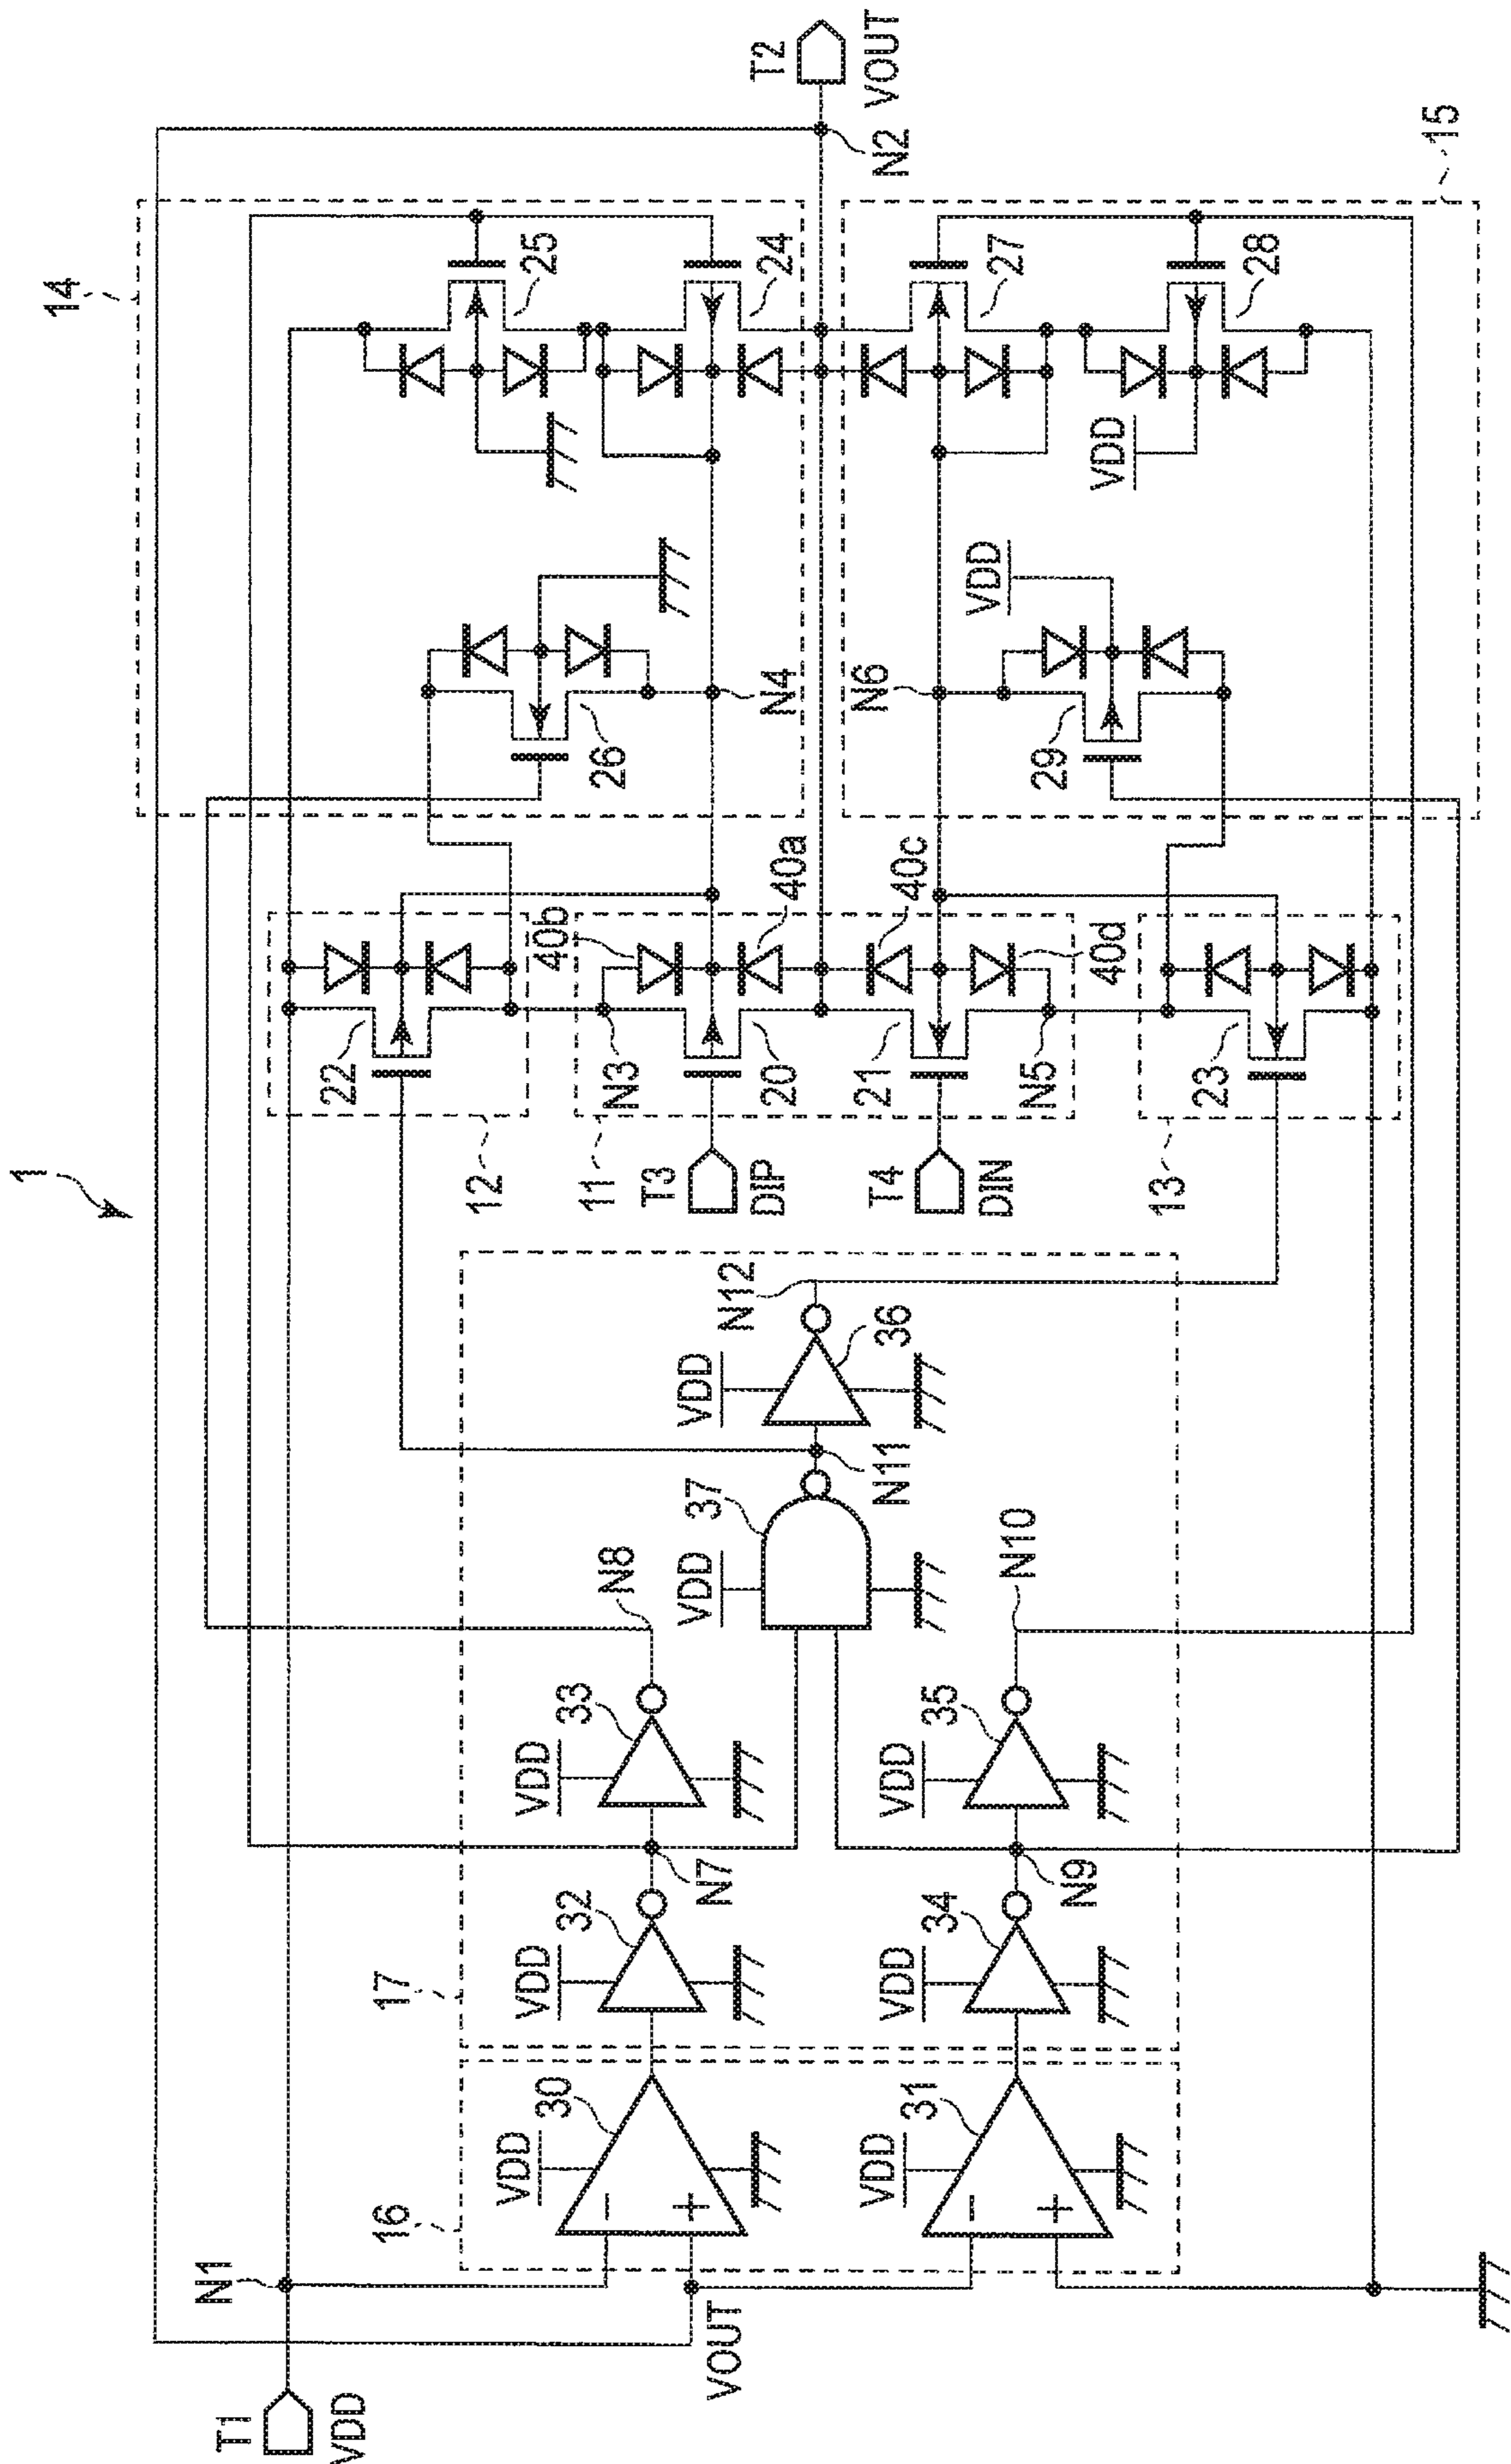 1
T1
VDD
N1
VOUT
16
VDD
30
−
+
VDD
31
−
+
17
VDD
32
N7
VDD
33
N8
VDD
34
N9
VDD
35
N10
VDD
37
N11
VDD
36
N12
12
22
11
N3
T3
DIP
20
40b
40a
T4
DIN
21
N5
40c
40d
13
23
14
26
N4
25
24
N6
29
VDD
27
28
VDD
15
N2
T2
VOUT